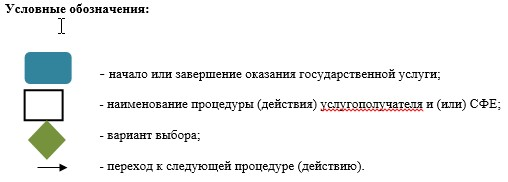 Условные обозначения:
- начало или завершение оказания государственной услуги;
- наименование процедуры (действия) услугополучателя и (или) СФЕ;
- вариант выбора;
- переход к следующей процедуре (действию).